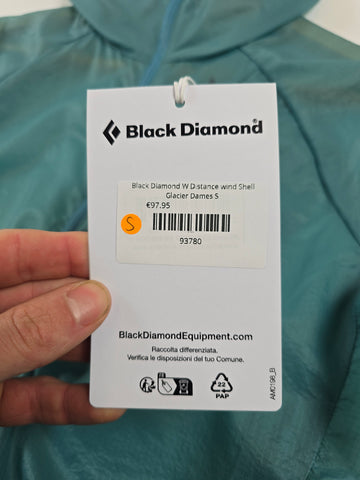 Black Diamond®
Black Diamond W Distance wind Shell
Glacier Dames S
€97.95
S
93780
BlackDiamondEquipment.com
Raccolta differenziata.
Verifica le disposizioni del tuo Comune.
22
PAP
AM0198_B